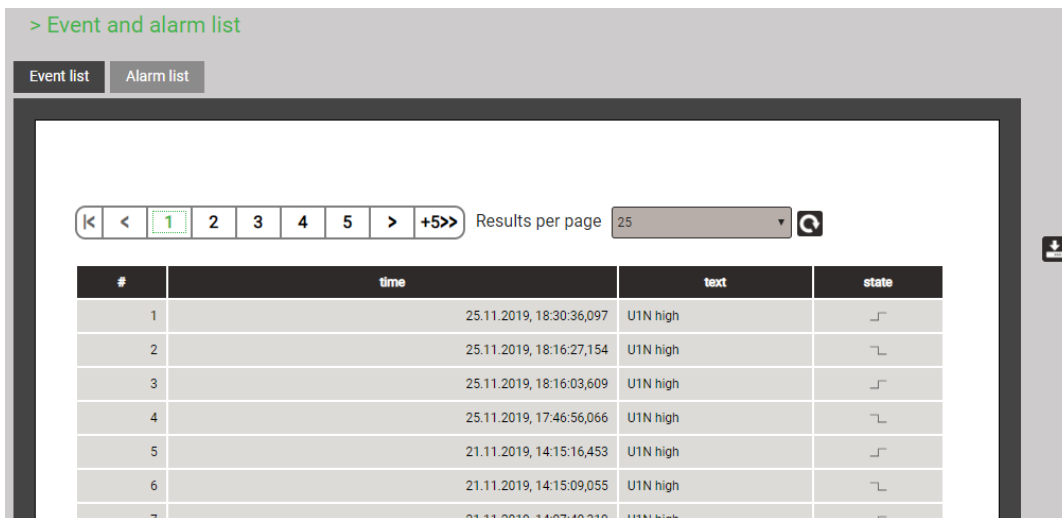 > Event and alarm list
Event list Alarm list
|< < 1 2 3 4 5 > +5>> Results per page 25
# time text state
1 25.11.2019, 18:30:36,097 U1N high
2 25.11.2019, 18:16:27,154 U1N high
3 25.11.2019, 18:16:03,609 U1N high
4 25.11.2019, 17:46:56,066 U1N high
5 21.11.2019, 14:15:16,453 U1N high
6 21.11.2019, 14:15:09,055 U1N high